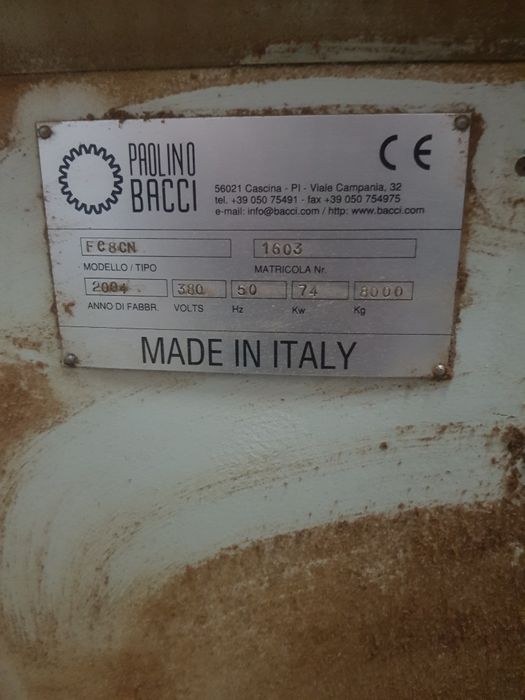 PAOLINO
BACCI
CE
56021 Cascina - PI - Viale Campania, 32
tel. +39 050 75491 - fax +39 050 754975
e-mail: info@bacci.com / http: www.bacci.com
FC8CN 1603
MODELLO / TIPO MATRICOLA Nr.
2004 380 50 74 8000
ANNO DI FABBR. VOLTS Hz Kw Kg
MADE IN ITALY